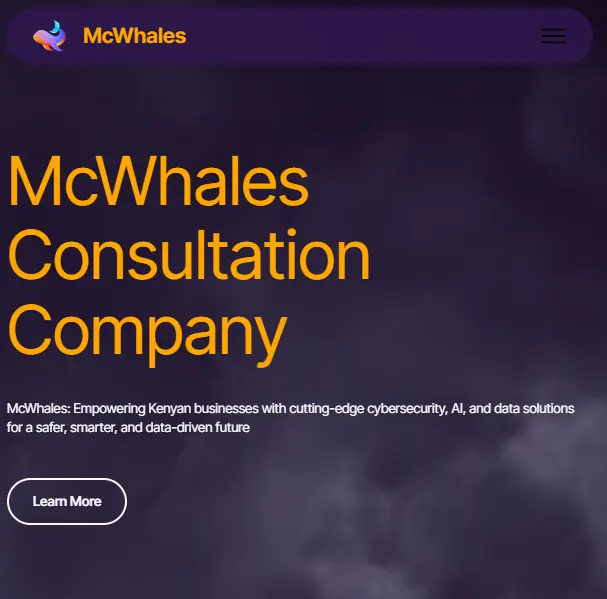 McWhales
McWhales
Consultation
Company
McWhales: Empowering Kenyan businesses with cutting-edge cybersecurity, AI, and data solutions
for a safer, smarter, and data-driven future
Learn More